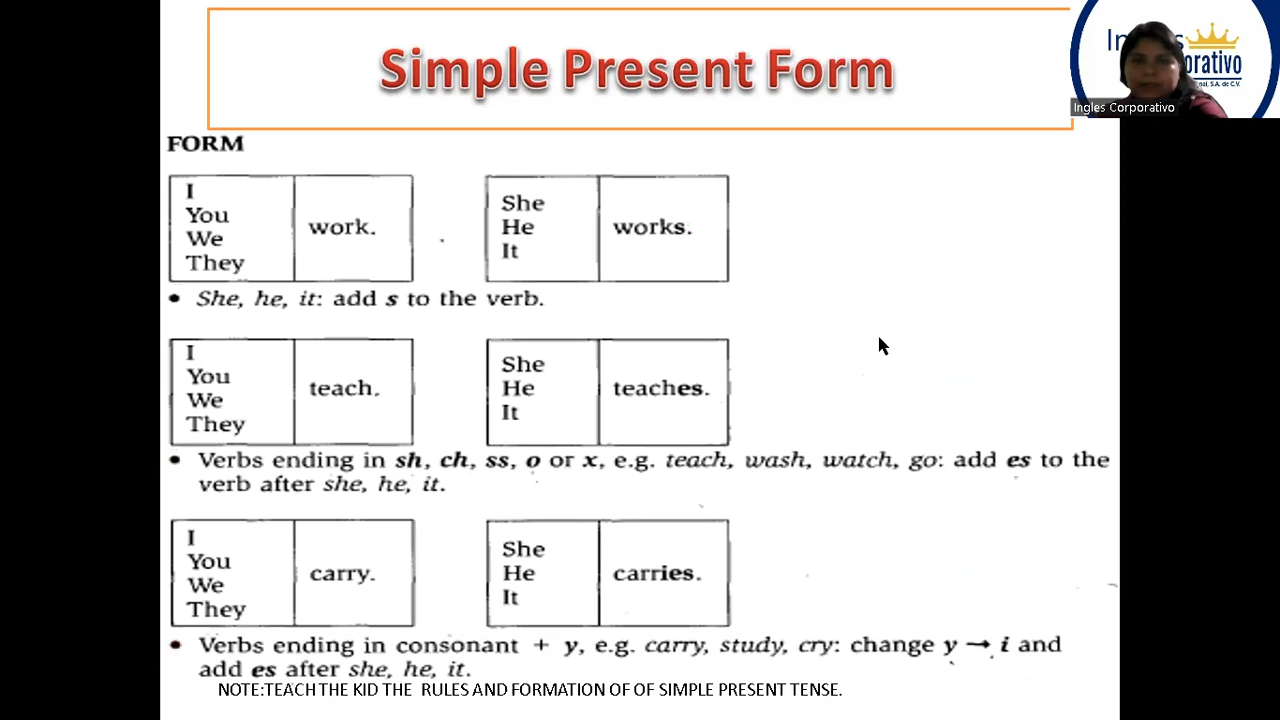 Simple Present Form
Ingles Corporativo
FORM
I
You
We
They
work.
She
He
It
works.
• She, he, it: add s to the verb.
I
You
We
They
teach.
She
He
It
teaches.
• Verbs ending in sh, ch, ss, o or x, e.g. teach, wash, watch, go: add es to the
verb after she, he, it.
I
You
We
They
carry.
She
He
It
carries.
• Verbs ending in consonant + y, e.g. carry, study, cry: change y → i and
add es after she, he, it.
NOTE:TEACH THE KID THE RULES AND FORMATION OF OF SIMPLE PRESENT TENSE.